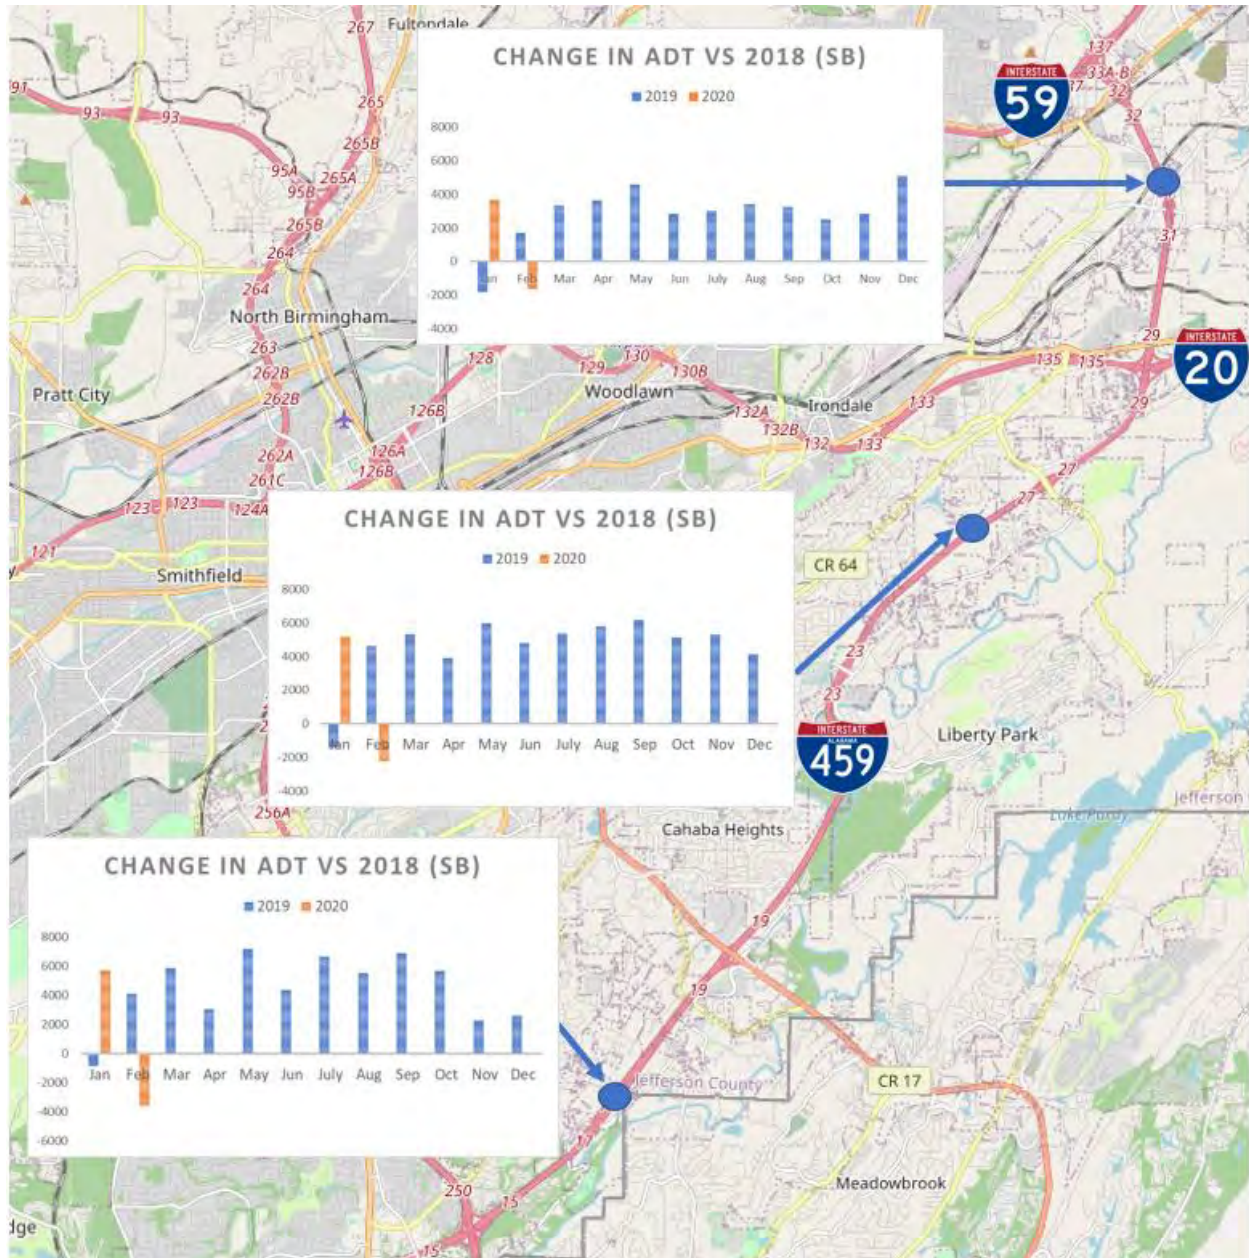 Fultondale
267
137
33A-B
37
32
32
INTERSTATE
59
CHANGE IN ADT VS 2018 (SB)
2019 2020
8000
6000
4000
2000
0
-2000
-4000
Jan Feb Mar Apr May Jun July Aug Sep Oct Nov Dec
91
93
93
265
265B
265A
95A
95B
265B
264
264
31
North Birmingham
263
262B
262B
Pratt City
128
129
130
130B
Woodlawn
132A
132B
132
133
Irondale
133
135
135
29
29
INTERSTATE
20
126B
126A
126B
262A
261C
123
123
124A
121
Smithfield
27
27
CHANGE IN ADT VS 2018 (SB)
2019 2020
8000
6000
4000
2000
0
-2000
-4000
Jan Feb Mar Apr May Jun July Aug Sep Oct Nov Dec
CR 64
23
23
INTERSTATE
ALABAMA
459
Liberty Park
Lake Purdy
Jefferson
256A
Cahaba Heights
CHANGE IN ADT VS 2018 (SB)
2019 2020
8000
6000
4000
2000
0
-2000
-4000
-6000
Jan Feb Mar Apr May Jun July Aug Sep Oct Nov Dec
19
19
Jefferson County
CR 17
17
Meadowbrook
250
15
15
dge